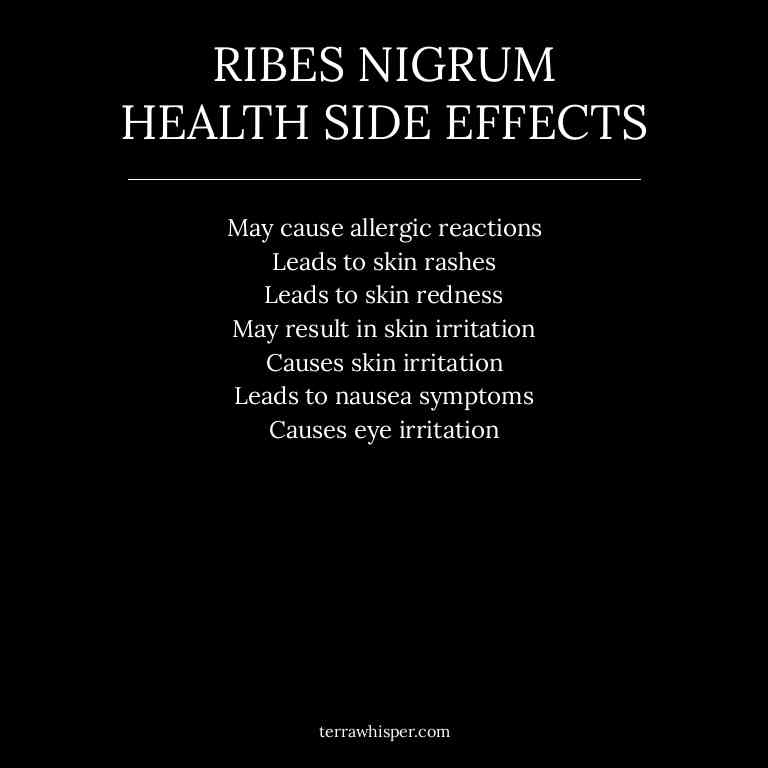 RIBES NIGRUM
HEALTH SIDE EFFECTS
May cause allergic reactions
Leads to skin rashes
Leads to skin redness
May result in skin irritation
Causes skin irritation
Leads to nausea symptoms
Causes eye irritation
terrawhisper.com